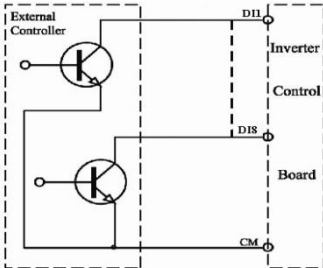 External
Controller
DI1
Inverter
Control
DI8
Board
CM